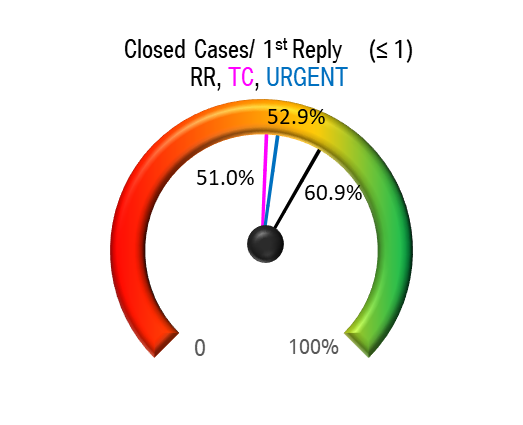 Closed Cases/ 1st Reply (≤ 1)
RR, TC, URGENT
52.9%
51.0%
60.9%
0
100%